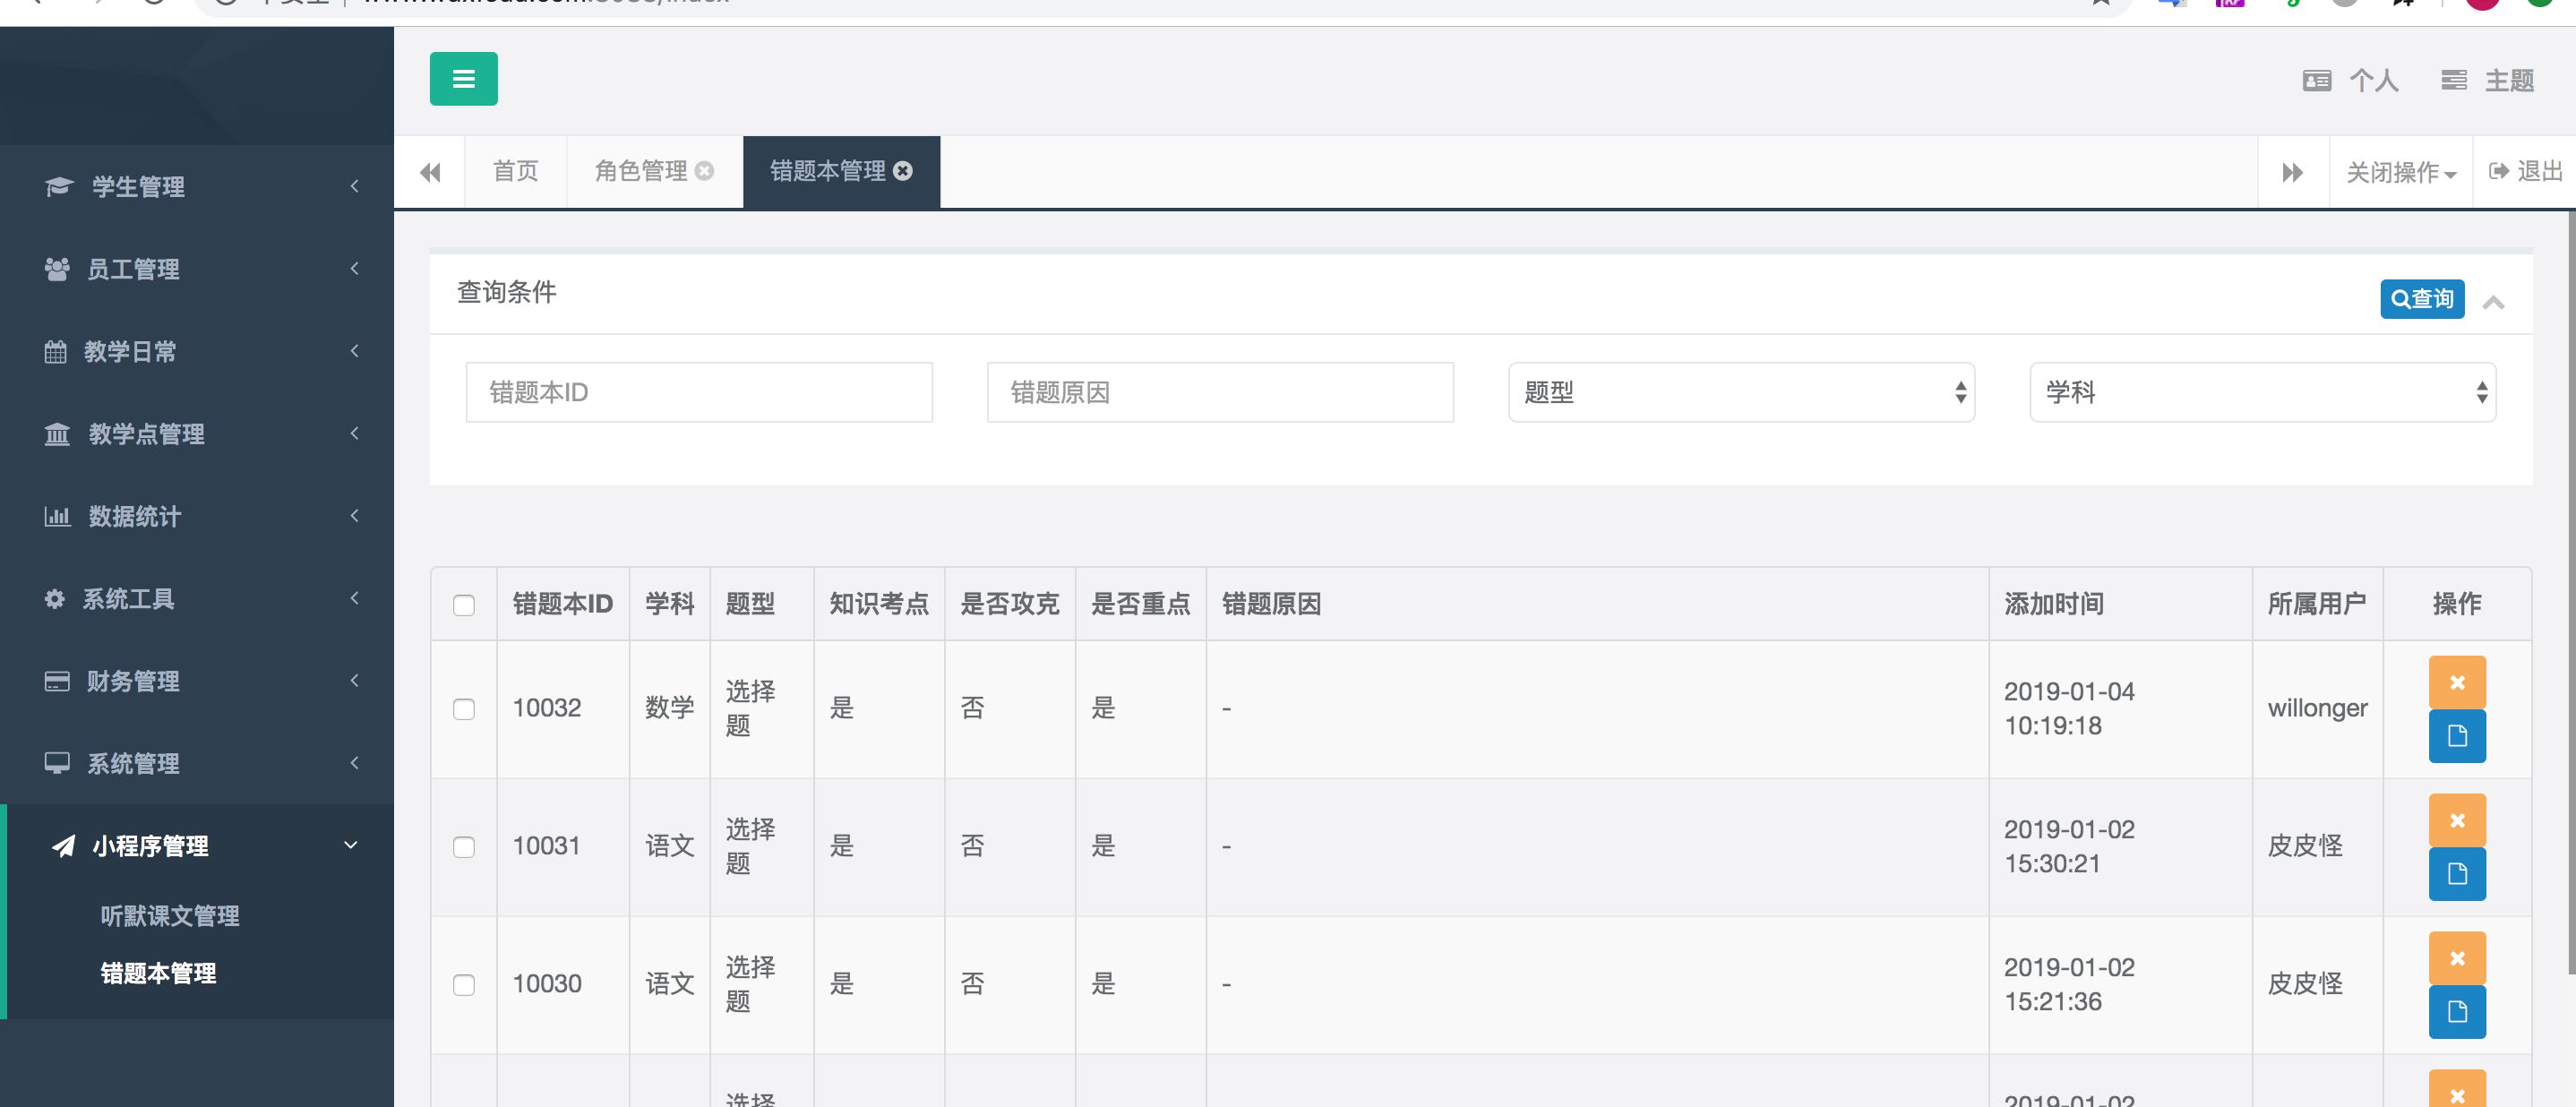 个人
主题
首页
角色管理
错题本管理
关闭操作
退出
学生管理
员工管理
教学日常
教学点管理
数据统计
系统工具
财务管理
系统管理
小程序管理
听默课文管理
错题本管理
查询条件
查询
错题本ID
错题原因
题型
学科
错题本ID 学科 题型 知识考点 是否攻克 是否重点 错题原因 添加时间 所属用户 操作
10032 数学 选择题 是 否 是 - 2019-01-04 10:19:18 willonger
10031 语文 选择题 是 否 是 - 2019-01-02 15:30:21 皮皮怪
10030 语文 选择题 是 否 是 - 2019-01-02 15:21:36 皮皮怪
选择
2019-01-02